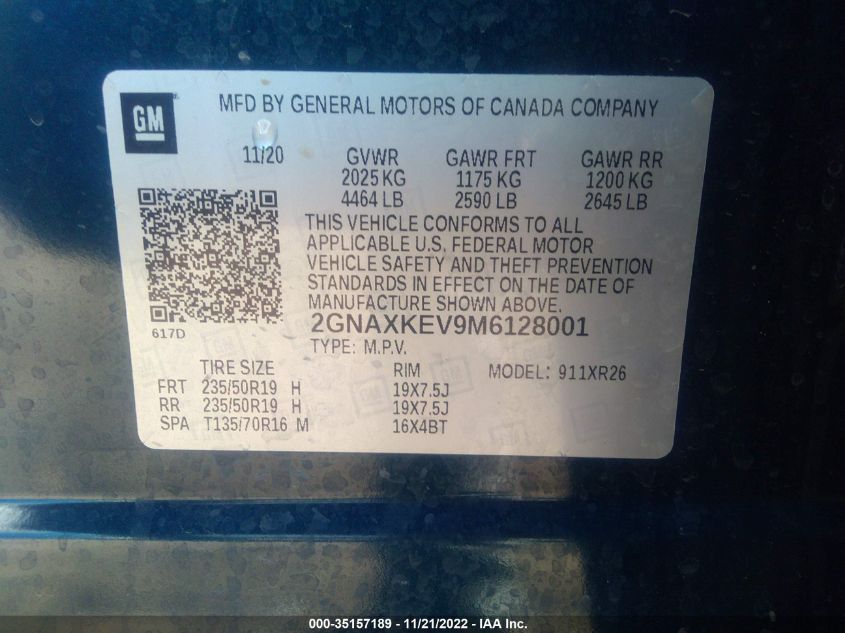 GM
MFD BY GENERAL MOTORS OF CANADA COMPANY
11/20 GVWR GAWR FRT GAWR RR
2025 KG 1175 KG 1200 KG
4464 LB 2590 LB 2645 LB
THIS VEHICLE CONFORMS TO ALL
APPLICABLE U.S. FEDERAL MOTOR
VEHICLE SAFETY AND THEFT PREVENTION
STANDARDS IN EFFECT ON THE DATE OF
MANUFACTURE SHOWN ABOVE.
2GNAXKEV9M6128001
617D
TYPE: M.P.V.
TIRE SIZE RIM MODEL: 911XR26
FRT 235/50R19 H 19X7.5J
RR 235/50R19 H 19X7.5J
SPA T135/70R16 M 16X4BT
000-35157189 - 11/21/2022 - IAA Inc.